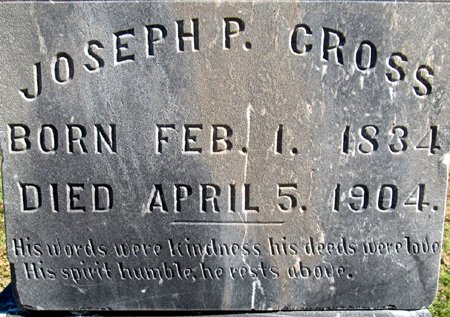 JOSEPH P. CROSS
BORN FEB. 1. 1834
DIED APRIL 5. 1904.
His words were kindness his deeds were love
His spirit humble, he rests above.